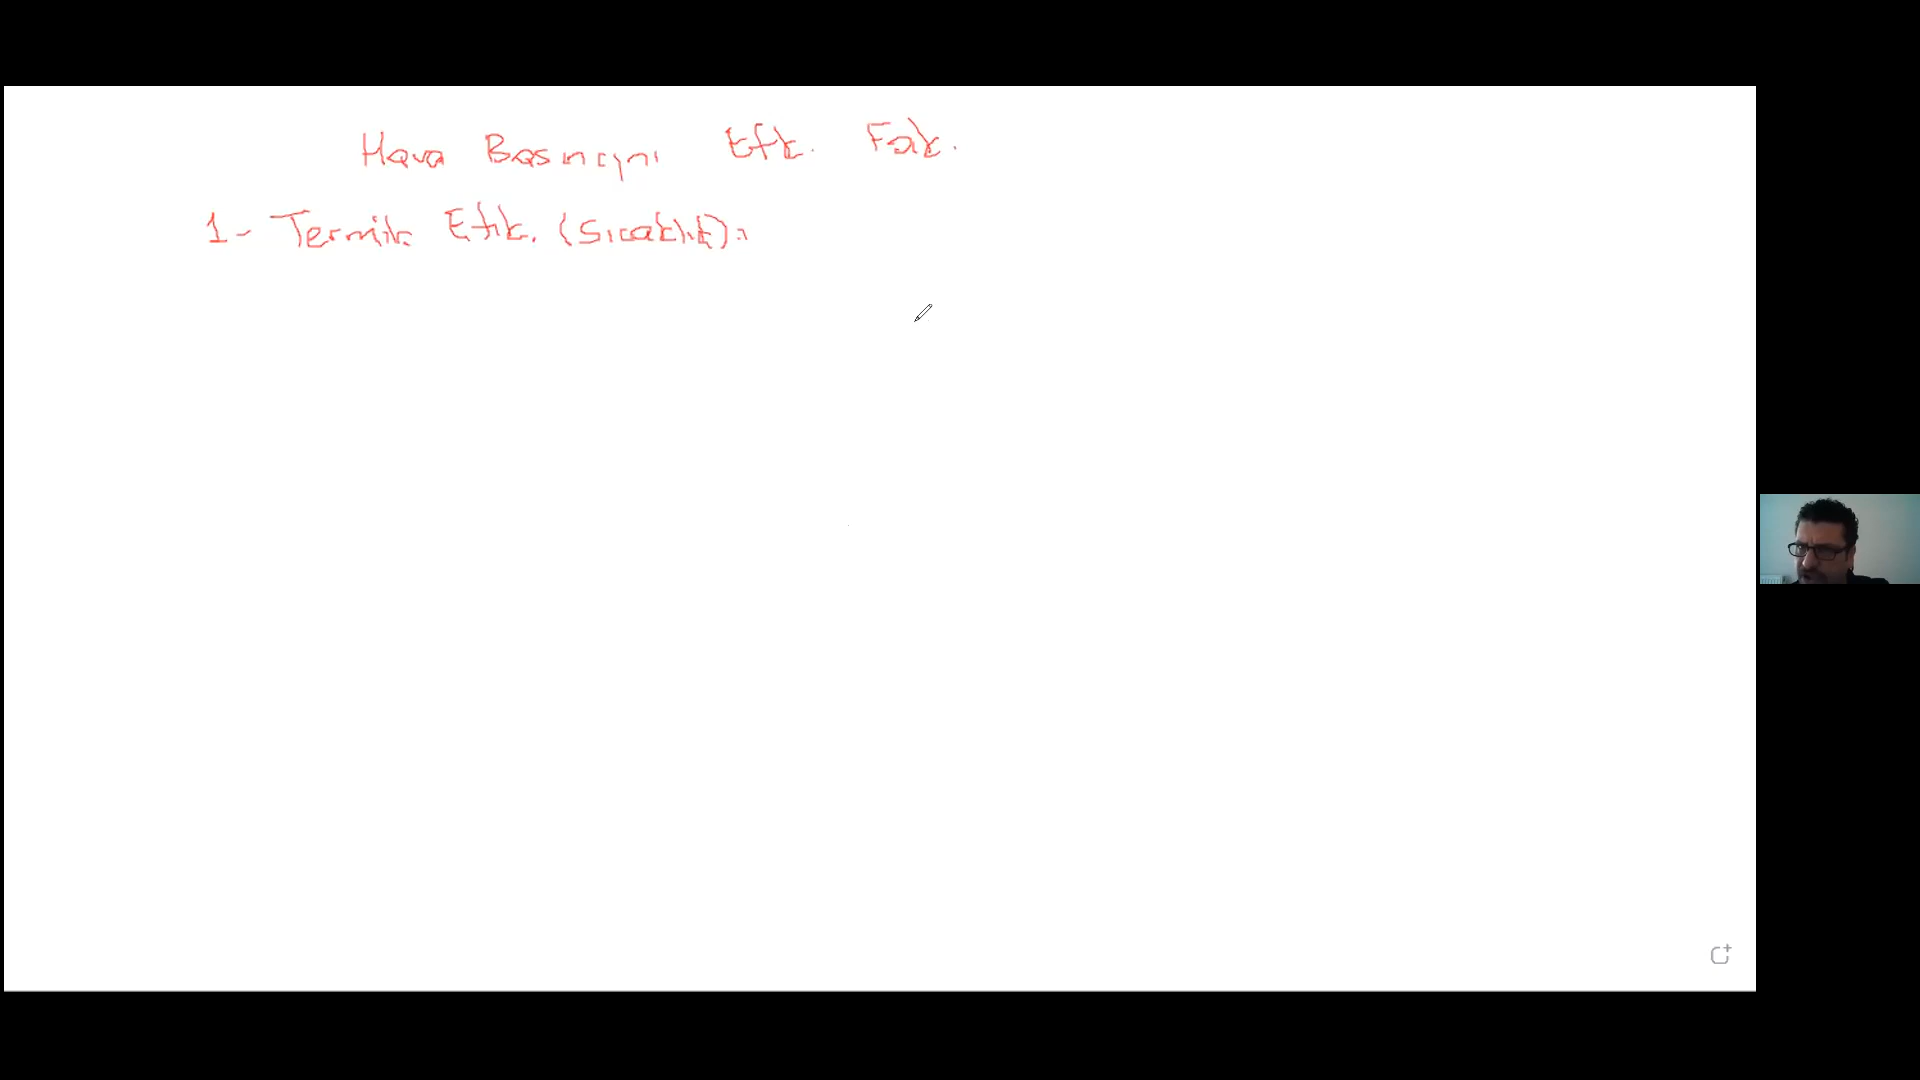 Hava Basıncını Etk. Fak.
1- Termik Etk. (Sıcaklık):